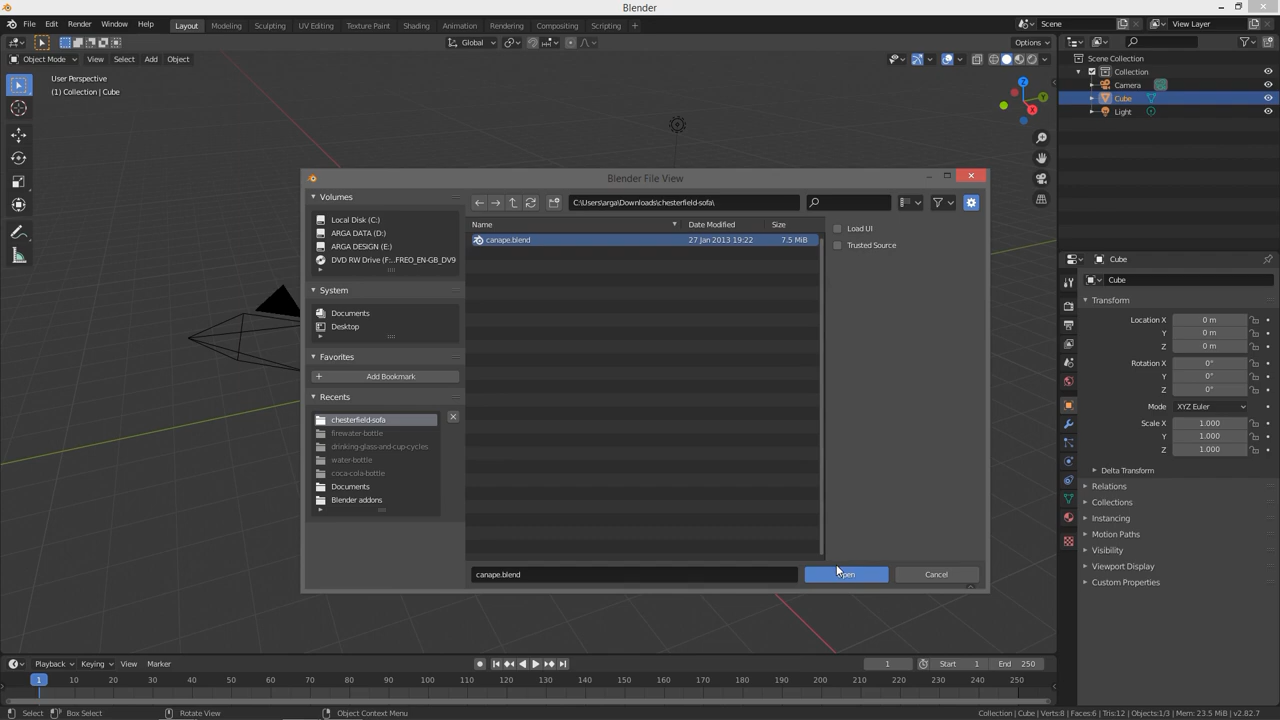 Blender
File Edit Render Window Help Layout Modeling Sculpting UV Editing Texture Paint Shading Animation Rendering Compositing Scripting + Scene View Layer
Global Options
Object Mode View Select Add Object
User Perspective
(1) Collection | Cube
Scene Collection
Collection
Camera
Cube
Light
Z
Y
X
Blender File View
Volumes
Local Disk (C:)
ARGA DATA (D:)
ARGA DESIGN (E:)
DVD RW Drive (F:...FREO_EN-GB_DV9
System
Documents
Desktop
Favorites
Add Bookmark
Recents
chesterfield-sofa
firewater-bottle
drinking-glass-and-cup-cycles
water-bottle
coca-cola-bottle
Documents
Blender addons
C:\Users\arga\Downloads\chesterfield-sofa\
Name Date Modified Size
canape.blend 27 Jan 2013 19:22 7.5 MiB
Load UI
Trusted Source
canape.blend
Cancel
Cube
Cube
Transform
Location X 0 m
Y 0 m
Z 0 m
Rotation X 0°
Y 0°
Z 0°
Mode XYZ Euler
Scale X 1.000
Y 1.000
Z 1.000
Delta Transform
Relations
Collections
Instancing
Motion Paths
Visibility
Viewport Display
Custom Properties
Playback Keying View Marker 1 Start 1 End 250
1 10 20 30 40 50 60 70 80 90 100 110 120 130 140 150 160 170 180 190 200 210 220 230 240 250
Select Box Select Rotate View Object Context Menu Collection | Cube | Verts:8 | Faces:6 | Tris:12 | Objects:1/3 | Mem: 23.5 MiB | v2.82.7